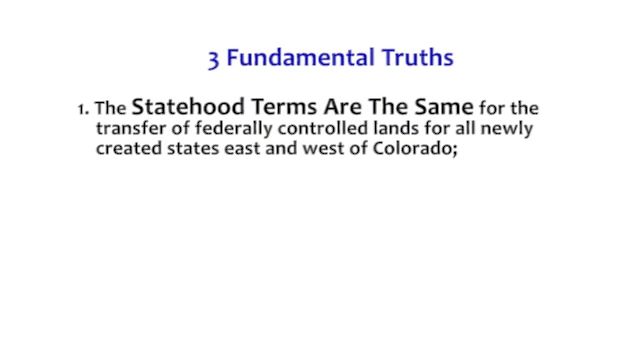 3 Fundamental Truths
1. The Statehood Terms Are The Same for the
transfer of federally controlled lands for all newly
created states east and west of Colorado;